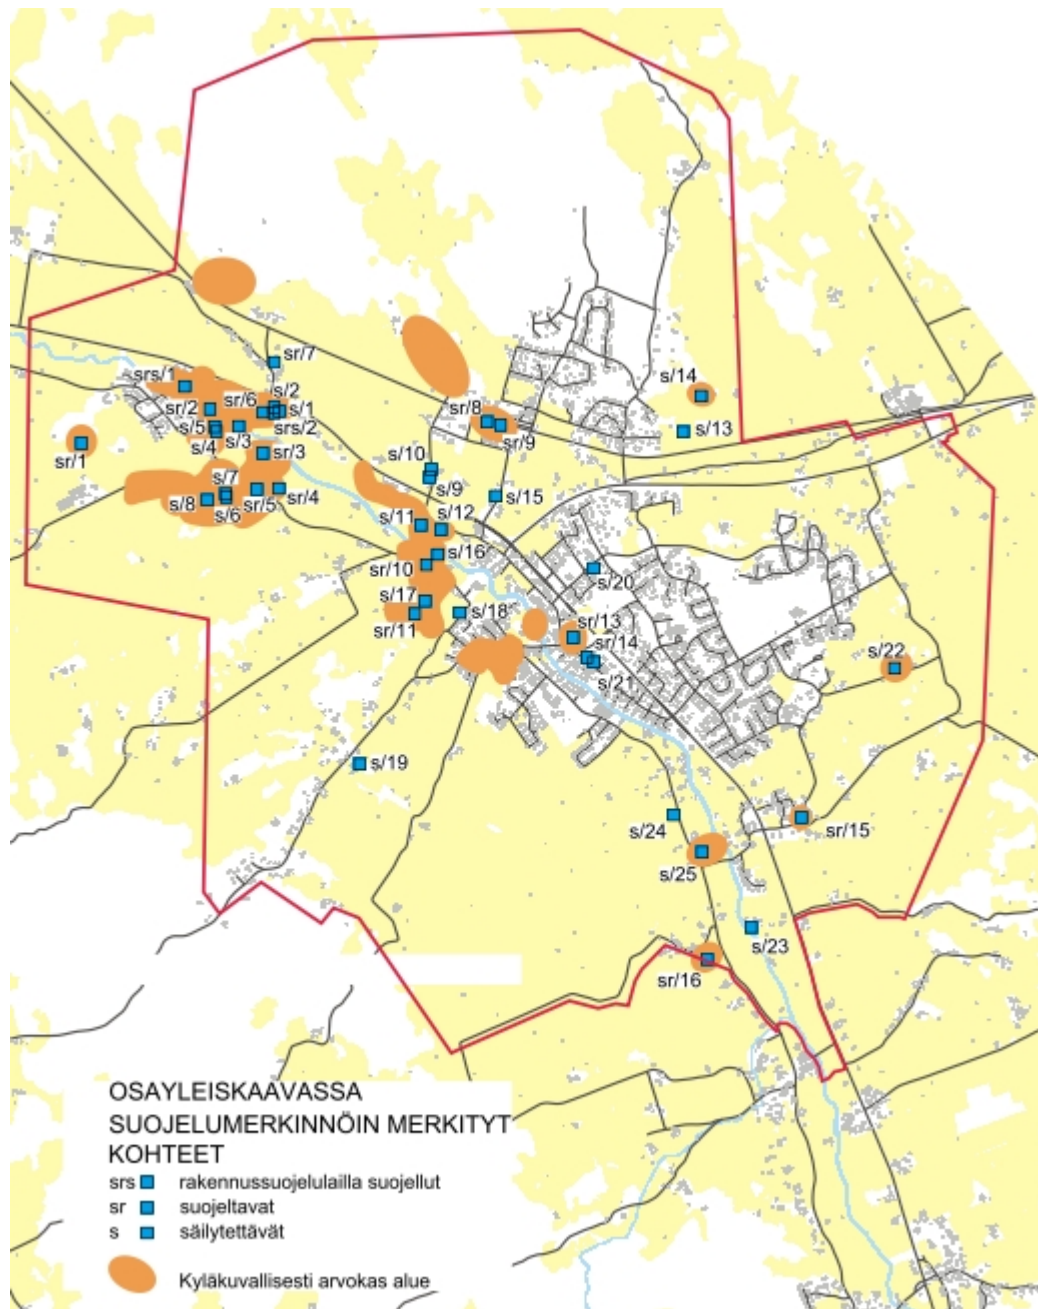 s/14
sr/7
srs/1
sr/6
s/2
sr/2
s/1
s/5
srs/2
s/4
s/3
sr/8
sr/9
s/13
sr/1
sr/3
s/10
s/7
s/9
s/15
s/8
s/6
sr/5
sr/4
s/11
s/12
s/16
sr/10
s/20
s/17
s/18
sr/11
sr/13
sr/14
s/22
s/21
s/19
s/24
sr/15
s/25
s/23
sr/16
OSAYLEISKAAVASSA
SUOJELUMERKINNÖIN MERKITYT
KOHTEET
srs rakennussuojelulailla suojellut
sr suojeltavat
s säilytettävät
Kyläkuvallisesti arvokas alue